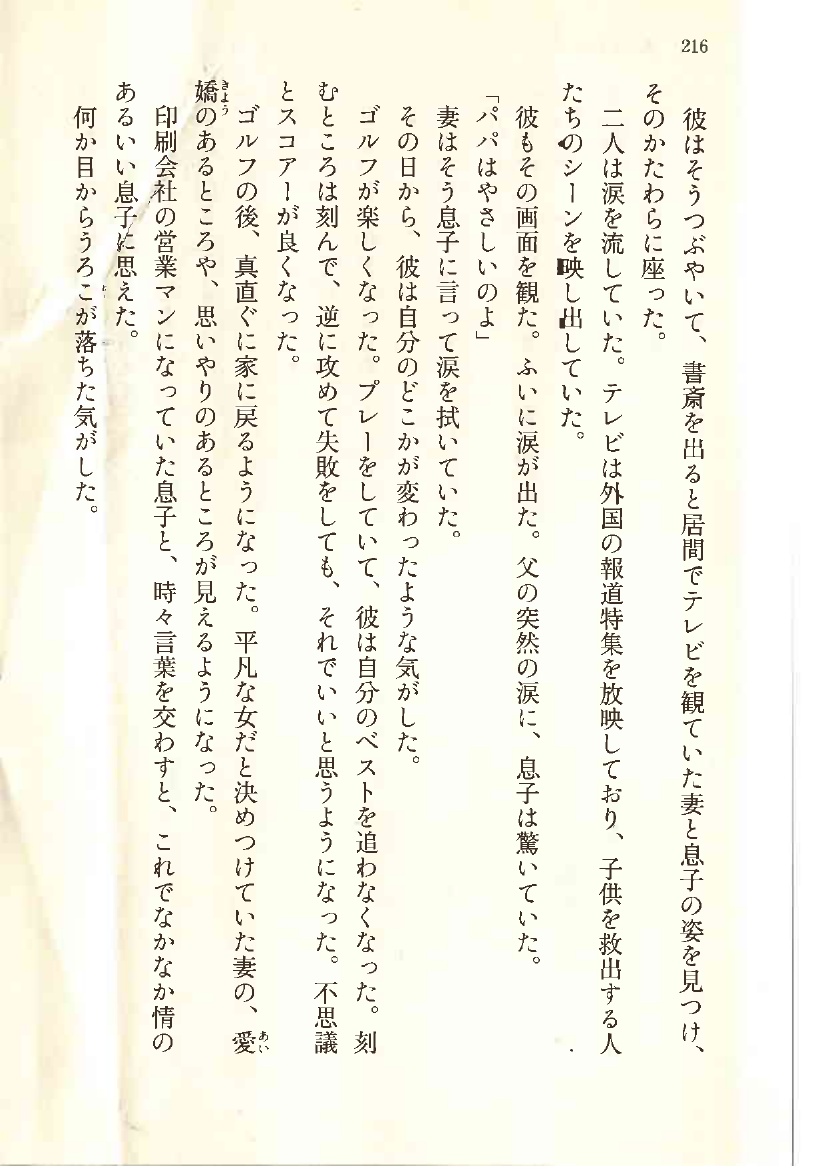 216
彼はそうつぶやいて、書斎を出ると居間でテレビを観ていた妻と息子の姿を見つけ、
そのかたわらに座った。
二人は涙を流していた。テレビは外国の報道特集を放映しており、子供を救出する人
たちのシーンを映し出していた。
彼もその画面を観た。ふいに涙が出た。父の突然の涙に、息子は驚いていた。
「パパはやさしいのよ」
妻はそう息子に言って涙を拭いていた。
その日から、彼は自分のどこかが変わったような気がした。
ゴルフが楽しくなった。プレーをしていて、彼は自分のベストを追わなくなった。刻
むところは刻んで、逆に攻めて失敗をしても、それでいいと思うようになった。不思議
とスコアーが良くなった。
ゴルフの後、真直ぐに家に戻るようになった。平凡な女だと決めつけていた妻の、愛
嬌のあるところや、思いやりのあるところが見えるようになった。
印刷会社の営業マンになっていた息子と、時々言葉を交わすと、これでなかなか情の
あるいい息子に思えた。
何か目からうろこが落ちた気がした。